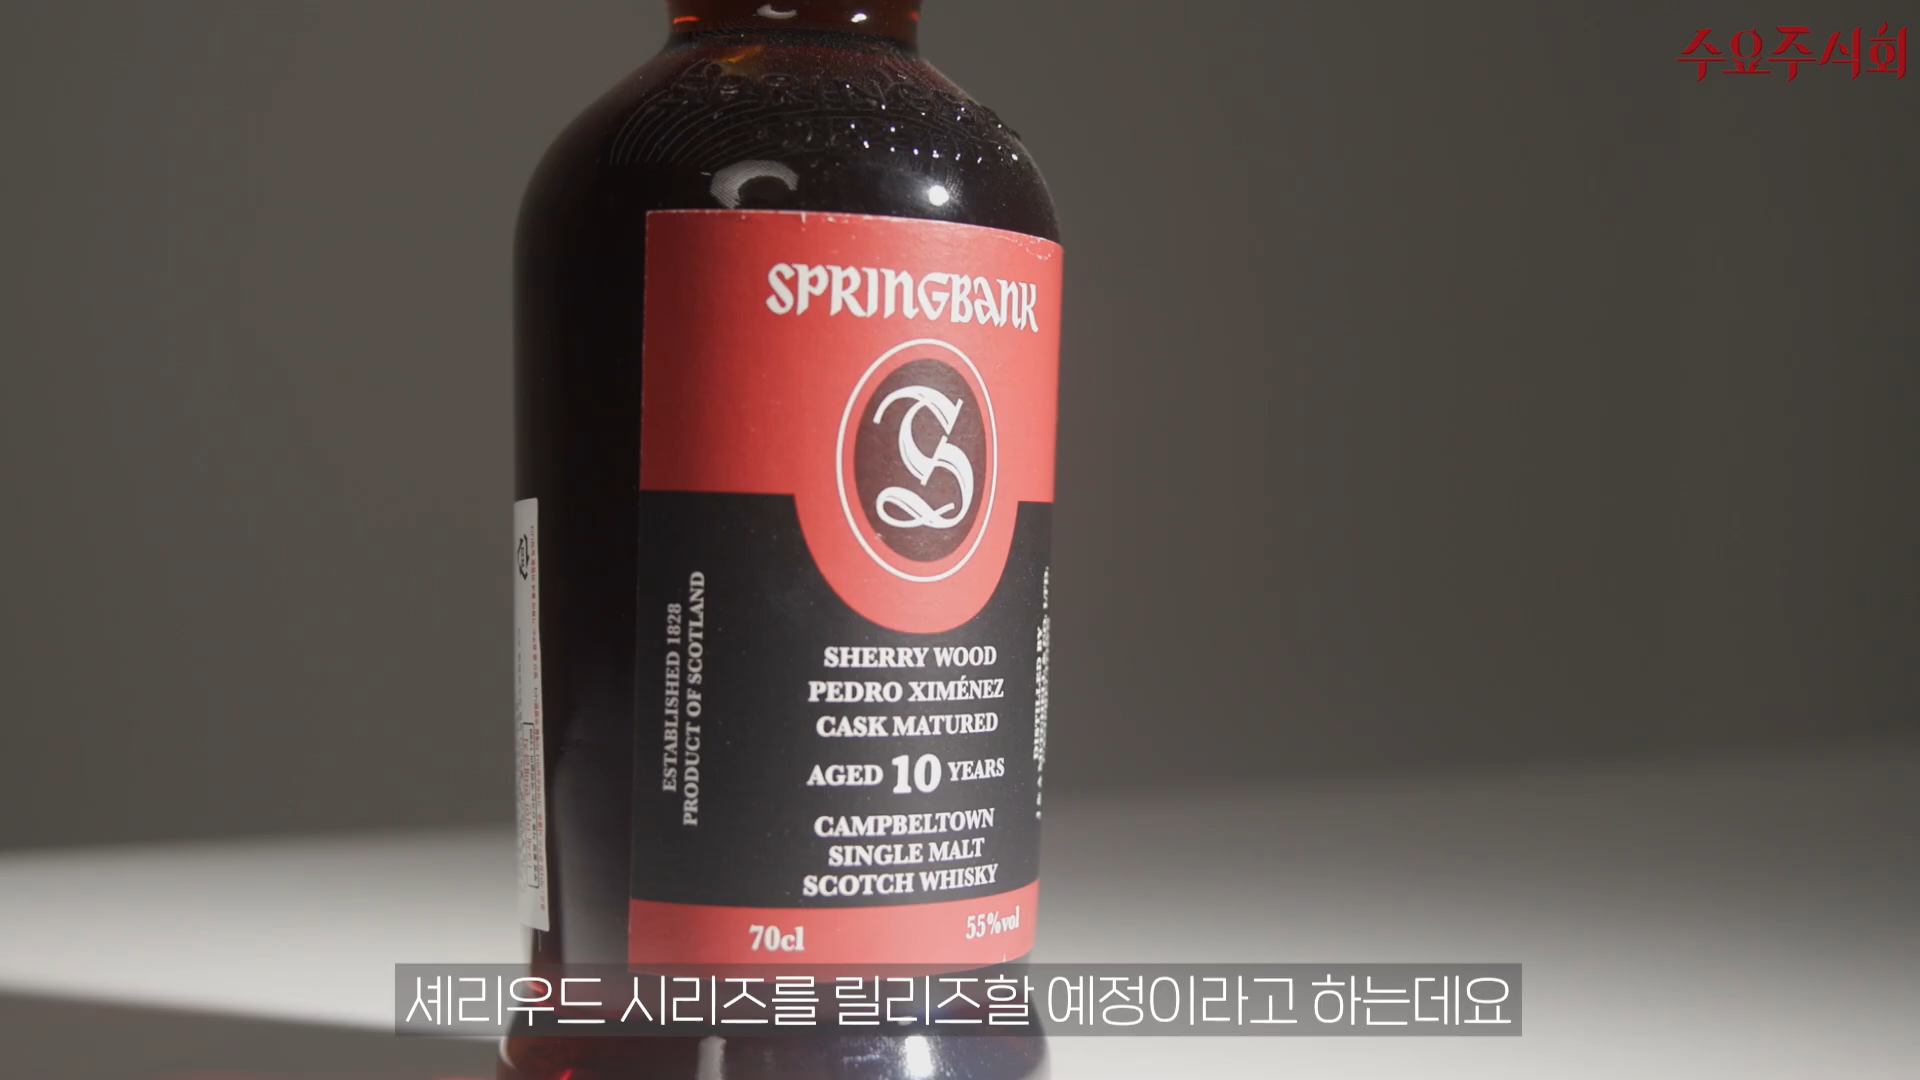 수요주식회
SPRINGBANK
S
ESTABLISHED 1828
PRODUCT OF SCOTLAND
SHERRY WOOD
PEDRO XIMÉNEZ
CASK MATURED
AGED 10 YEARS
CAMPBELTOWN
SINGLE MALT
SCOTCH WHISKY
DISTILLED BY
70cl
55%vol
셰리우드 시리즈를 릴리즈할 예정이라고 하는데요